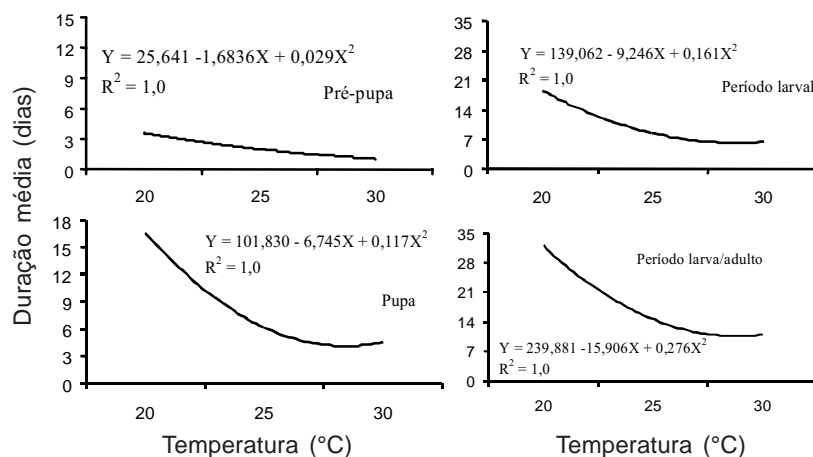 Duração média (dias)
15
12
9
6
3
0
Y = 25,641 -1,6836X + 0,029X²
R² = 1,0
Pré-pupa
20 25 30
35
28
21
14
7
0
Y = 139,062 - 9,246X + 0,161X²
R² = 1,0
Período larval
20 25 30
18
15
12
9
6
3
0
Y = 101,830 - 6,745X + 0,117X²
R² = 1,0
Pupa
20 25 30
Temperatura (°C)
35
28
21
14
7
0
Período larva/adulto
Y = 239,881 -15,906X + 0,276X²
R² = 1,0
20 25 30
Temperatura (°C)